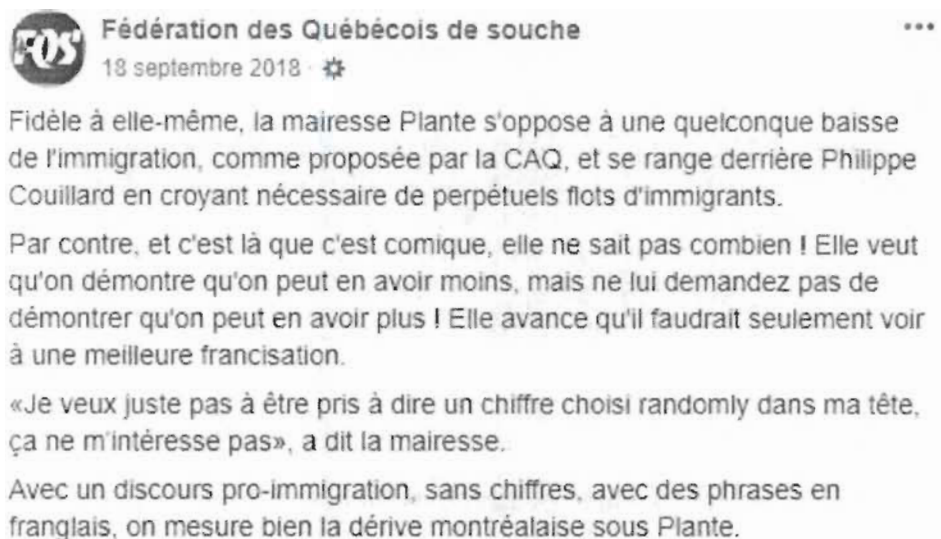 FQS
Fédération des Québécois de souche
18 septembre 2018 ·
Fidèle à elle-même, la mairesse Plante s'oppose à une quelconque baisse
de l'immigration, comme proposée par la CAQ, et se range derrière Philippe
Couillard en croyant nécessaire de perpétuels flots d'immigrants.
Par contre, et c'est là que c'est comique, elle ne sait pas combien ! Elle veut
qu'on démontre qu'on peut en avoir moins, mais ne lui demandez pas de
démontrer qu'on peut en avoir plus ! Elle avance qu'il faudrait seulement voir
à une meilleure francisation.
«Je veux juste pas à être pris à dire un chiffre choisi randomly dans ma tête,
ça ne m'intéresse pas», a dit la mairesse.
Avec un discours pro-immigration, sans chiffres, avec des phrases en
franglais, on mesure bien la dérive montréalaise sous Plante.